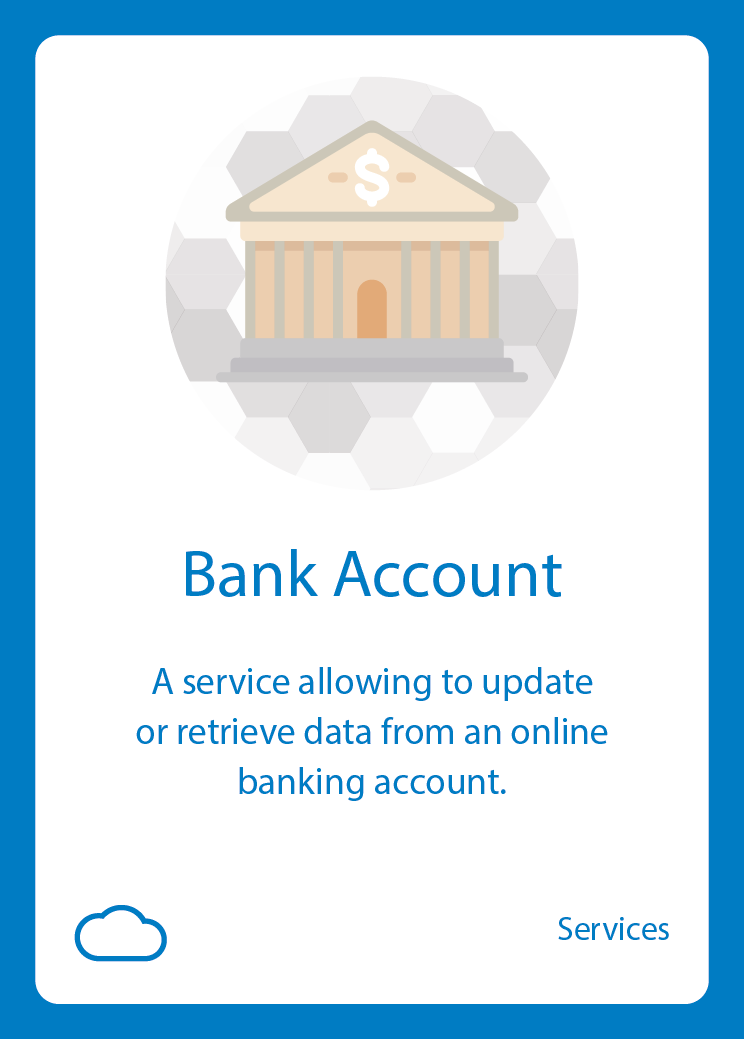 $
Bank Account
A service allowing to update
or retrieve data from an online
banking account.
Services